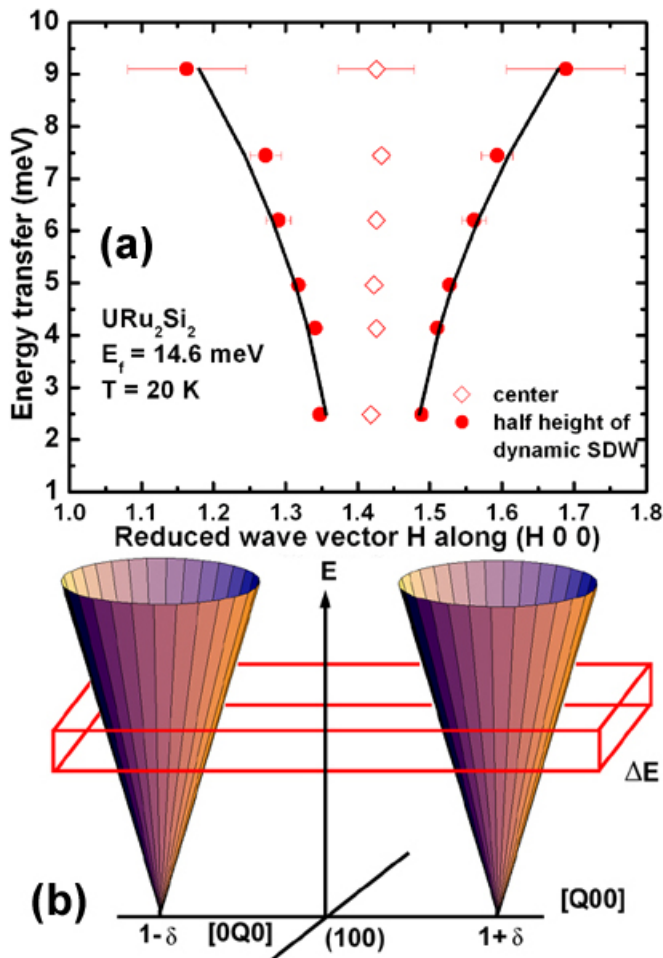 10
9
8
7
6
5
4
3
2
1
Energy transfer (meV)
(a)
URu₂Si₂
E_f = 14.6 meV
T = 20 K
center
half height of
dynamic SDW
1.0 1.1 1.2 1.3 1.4 1.5 1.6 1.7 1.8
Reduced wave vector H along (H 0 0)
E
ΔE
(b)
[Q00]
1- δ [0Q0] (100) 1+ δ